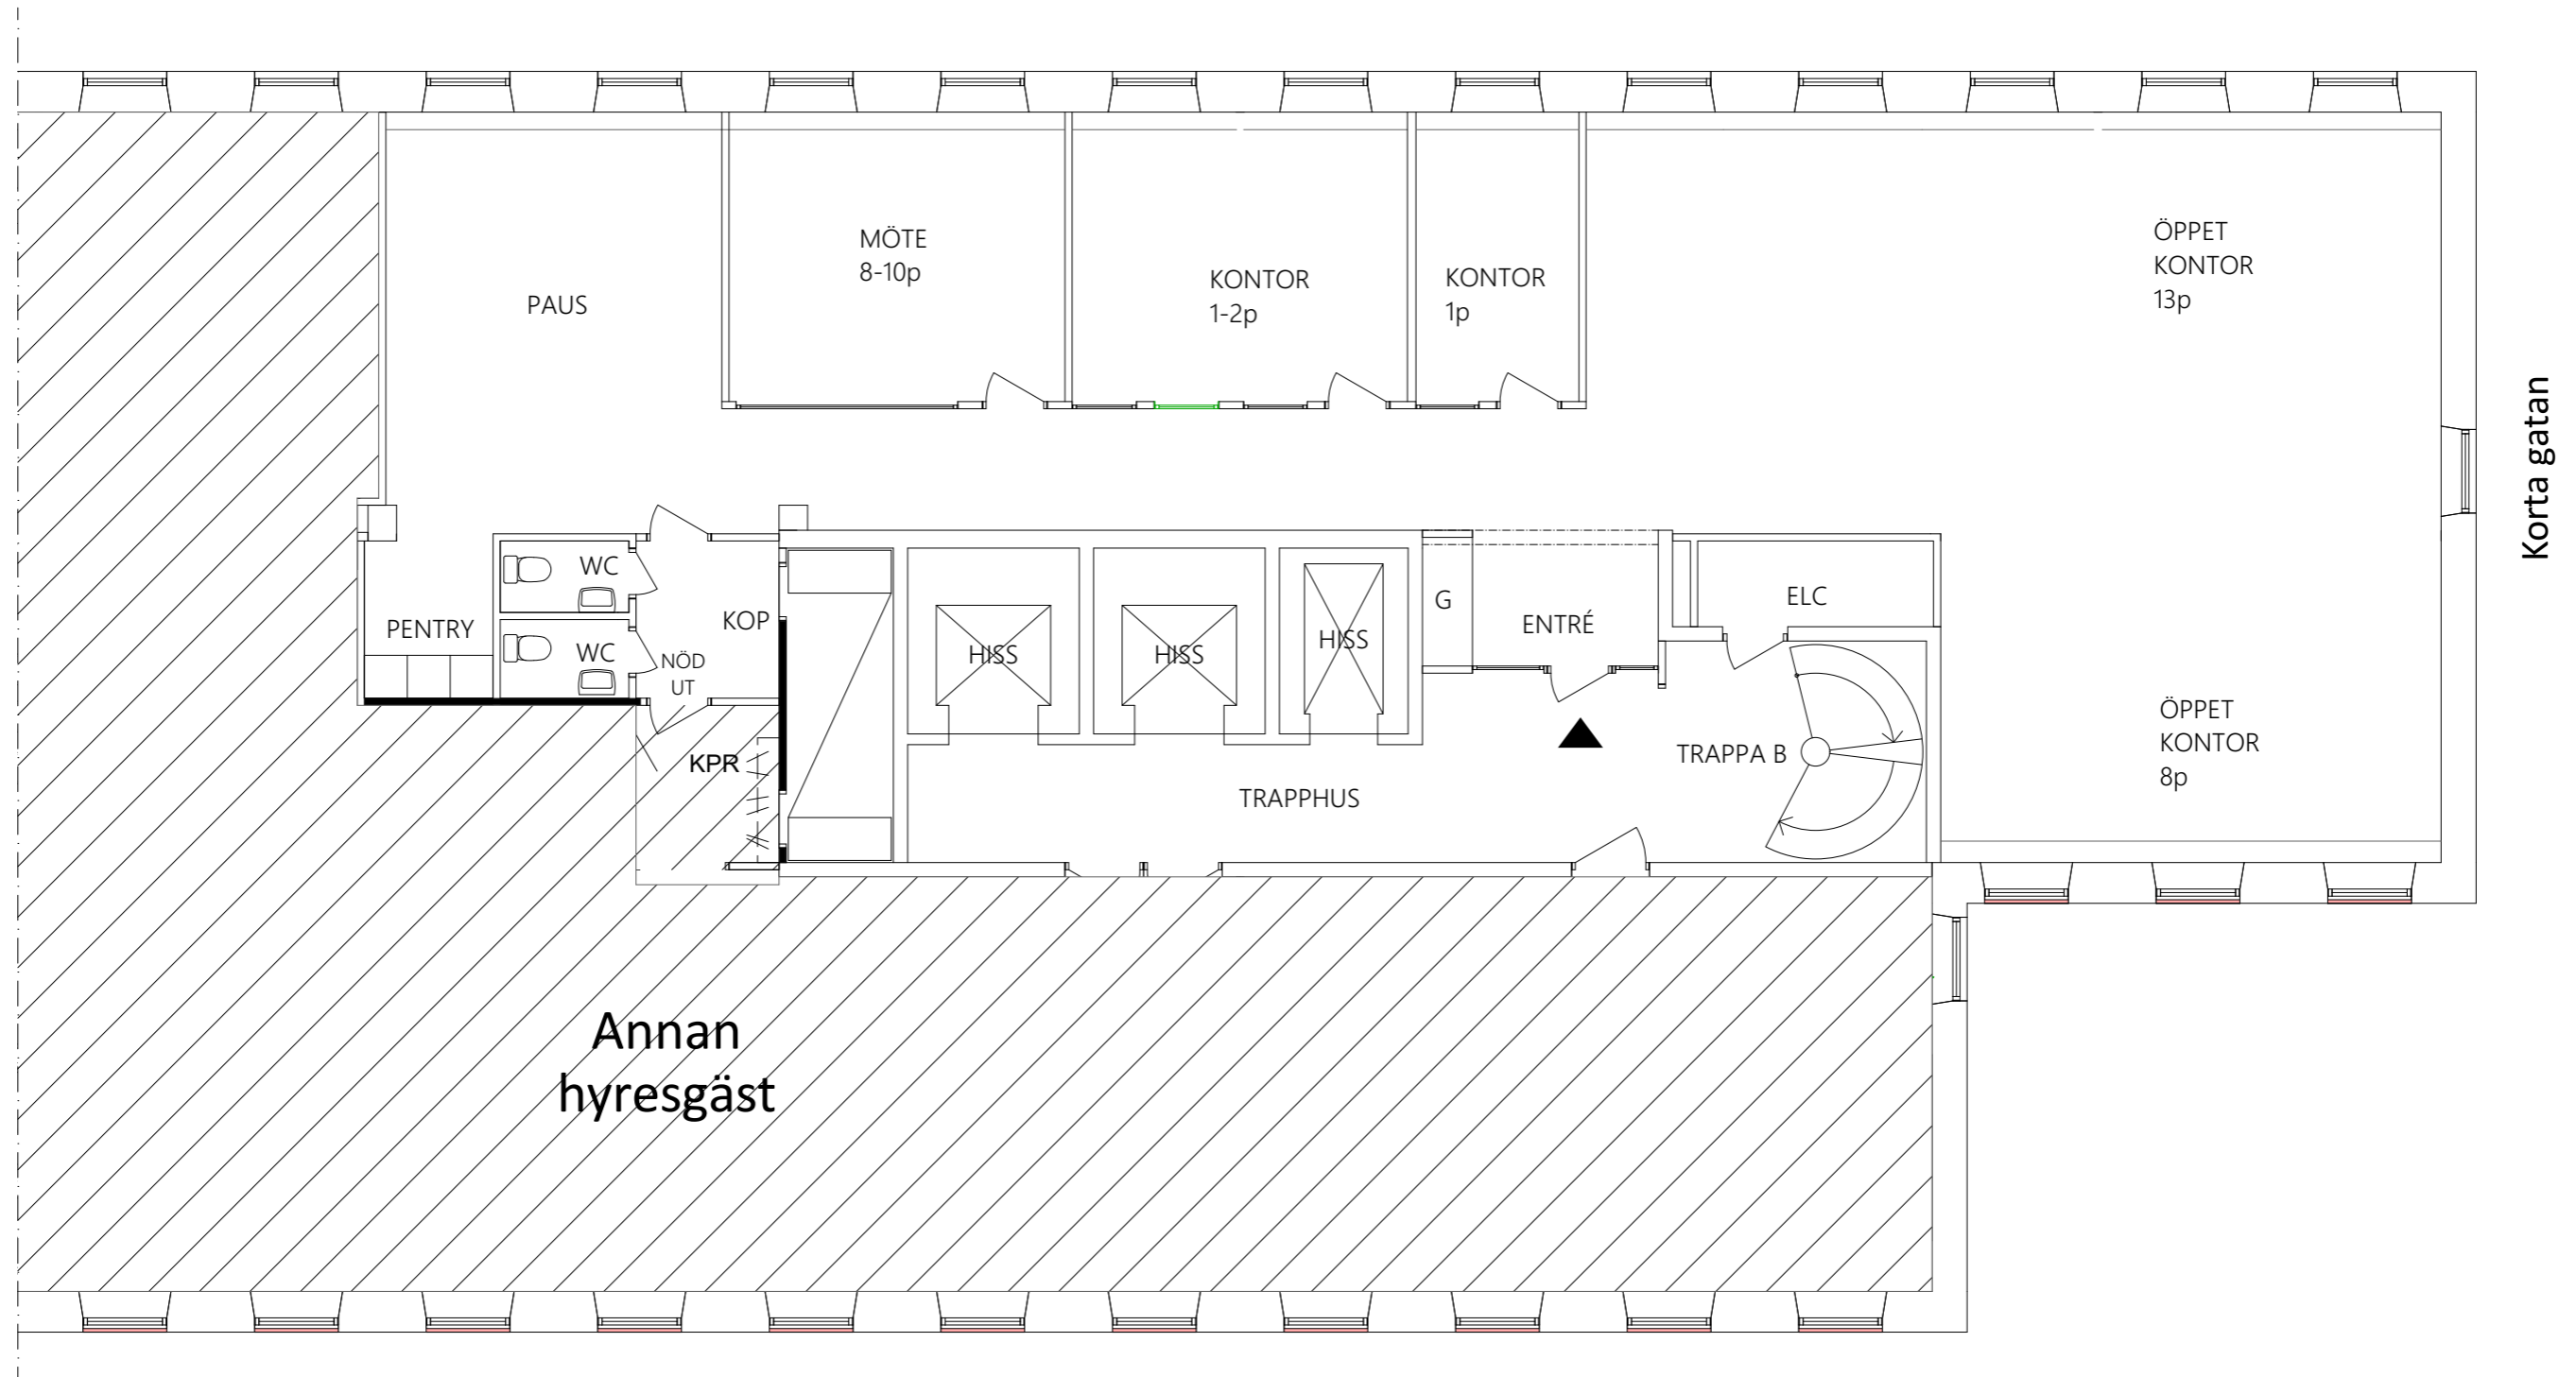 MÖTE
8-10p
PAUS
KONTOR
1-2p
KONTOR
1p
ÖPPET
KONTOR
13p
Korta gatan
WC
WC
PENTRY
KOP
NÖD
UT
KPR
HISS
HISS
HISS
G
ENTRÉ
ELC
TRAPPA B
TRAPPHUS
ÖPPET
KONTOR
8p
Annan
hyresgäst